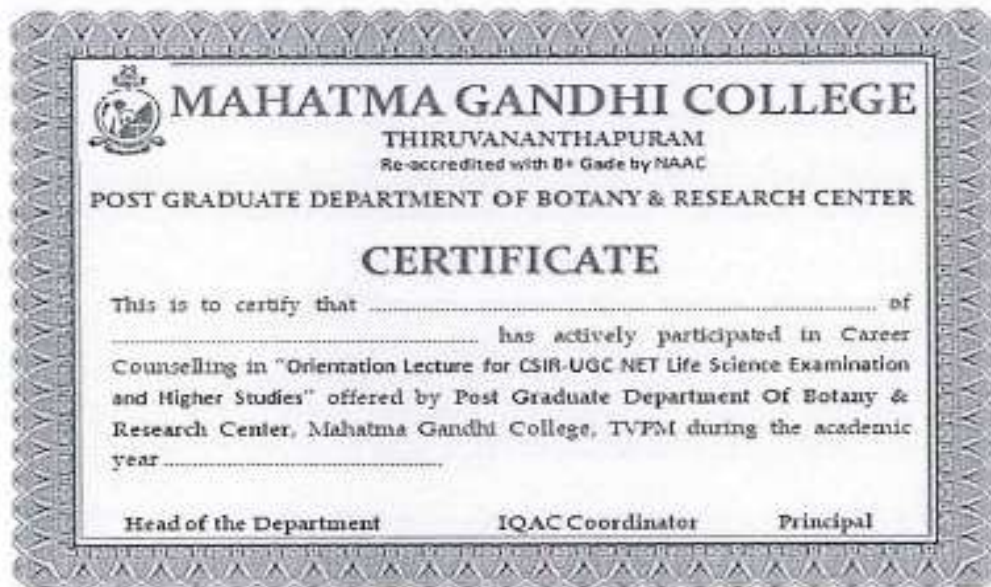 MAHATMA GANDHI COLLEGE
THIRUVANANTHAPURAM
Re-accredited with B+ Gade by NAAC
POST GRADUATE DEPARTMENT OF BOTANY & RESEARCH CENTER
CERTIFICATE
This is to certify that ........................................ of
........................................ has actively participated in Career
Counselling in "Orientation Lecture for CSIR-UGC NET Life Science Examination
and Higher Studies" offered by Post Graduate Department Of Botany &
Research Center, Mahatma Gandhi College, TVPM during the academic
year ........................................
Head of the Department IQAC Coordinator Principal